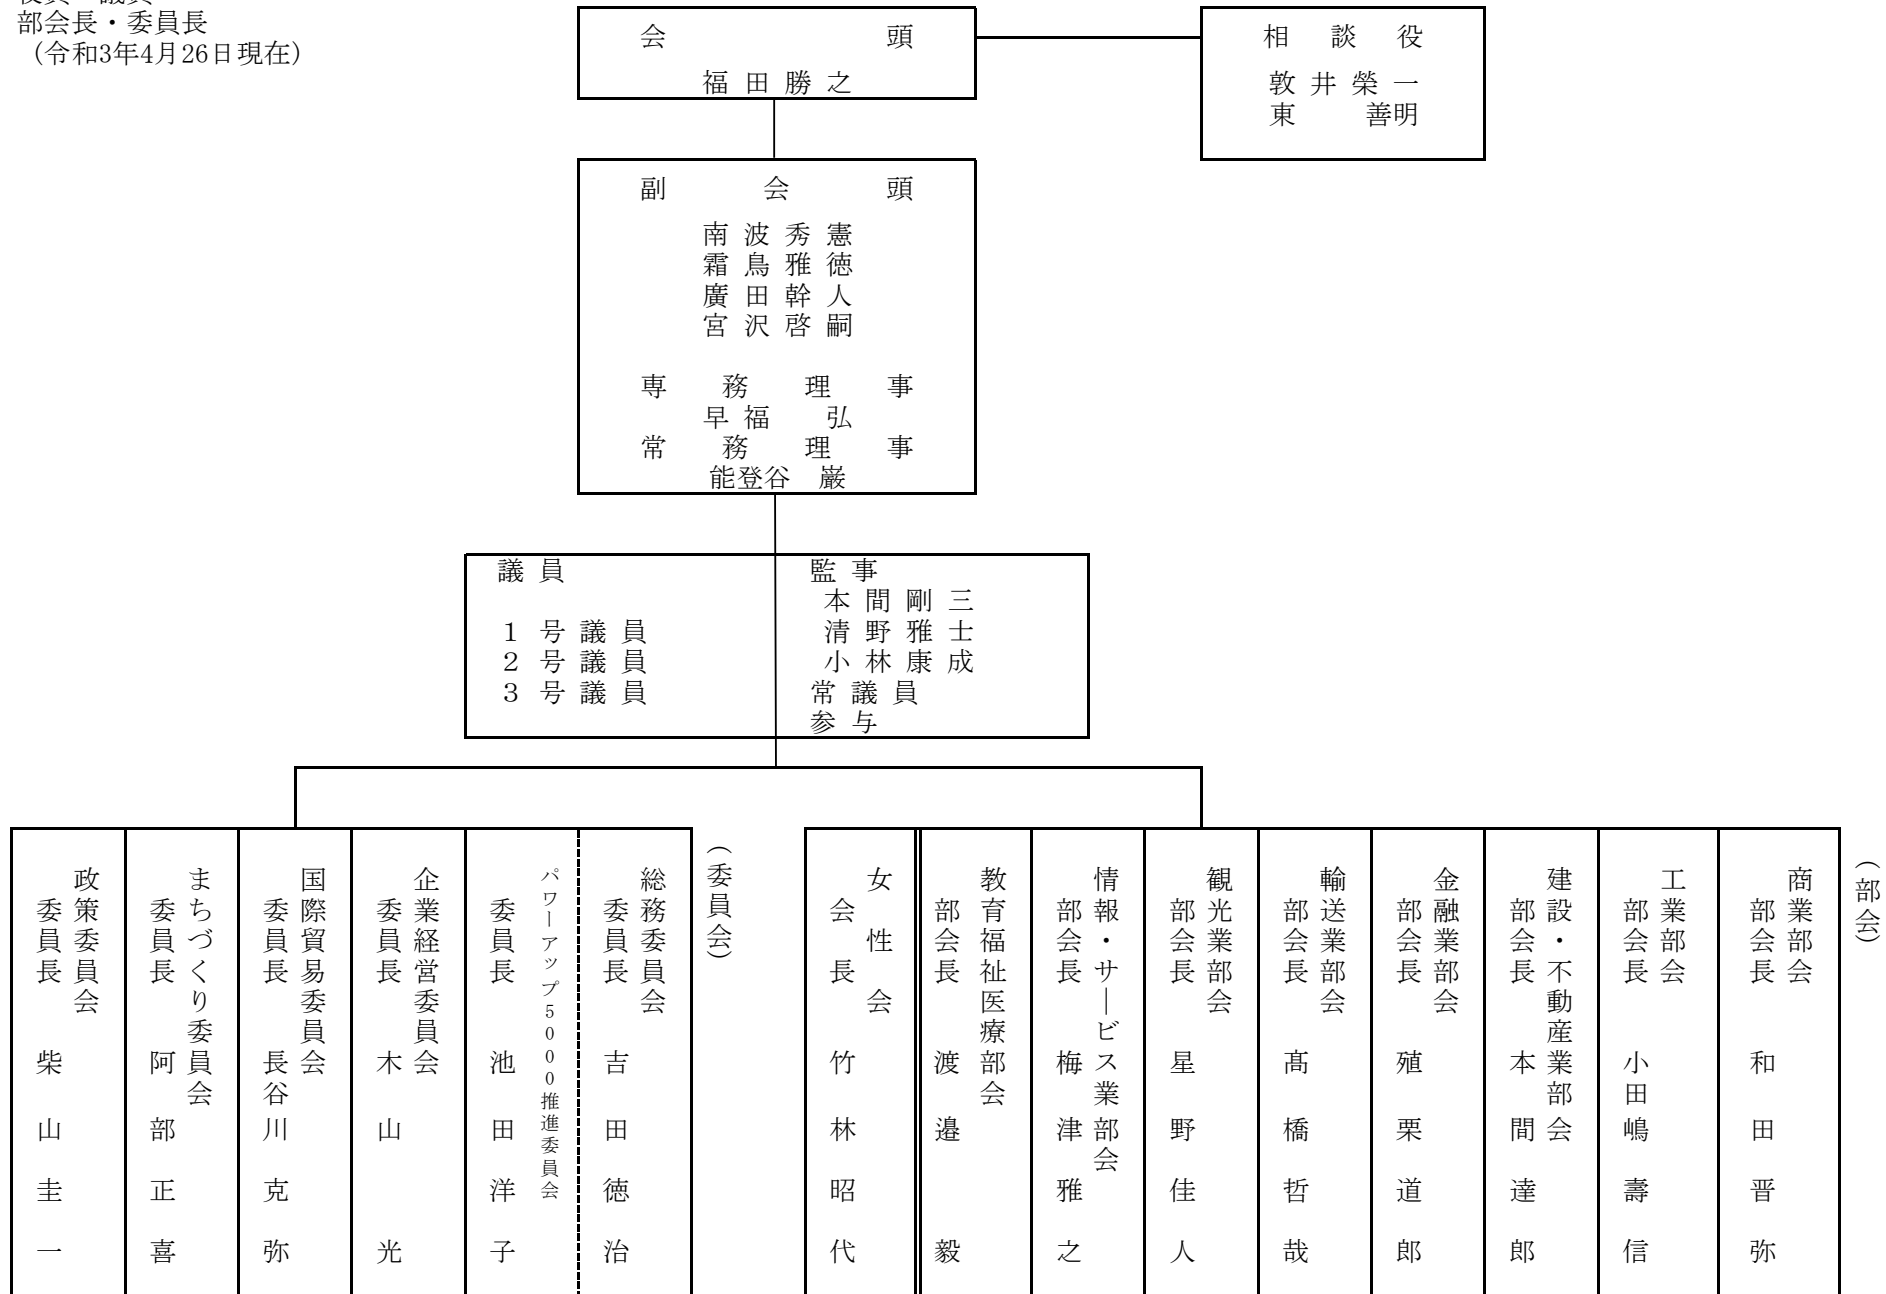 部会長・委員長
(令和3年4月26日現在)
会頭
福田勝之
相談役
敦井榮一
東 善明
副会頭
南波秀憲
霜鳥雅徳
廣田幹人
宮沢啓嗣
専務理事
早福 弘
常務理事
能登谷 巌
議員
1号議員
2号議員
3号議員
監事
本間剛三
清野雅士
小林康成
常議員
参与
(部会)
商業部会
部会長 和田晋弥
工業部会
部会長 小田嶋壽信
建設・不動産業部会
部会長 本間達郎
金融業部会
部会長 殖栗道郎
輸送業部会
部会長 髙橋哲哉
観光業部会
部会長 星野佳人
情報・サービス業部会
部会長 梅津雅之
教育福祉医療部会
部会長 渡邉毅
女性会
会長 竹林昭代
(委員会)
総務委員会
委員長 吉田徳治
パワーアップ5000推進委員会
委員長 池田洋子
企業経営委員会
委員長 木山光
国際貿易委員会
委員長 長谷川克弥
まちづくり委員会
委員長 阿部正喜
政策委員会
委員長 柴山圭一